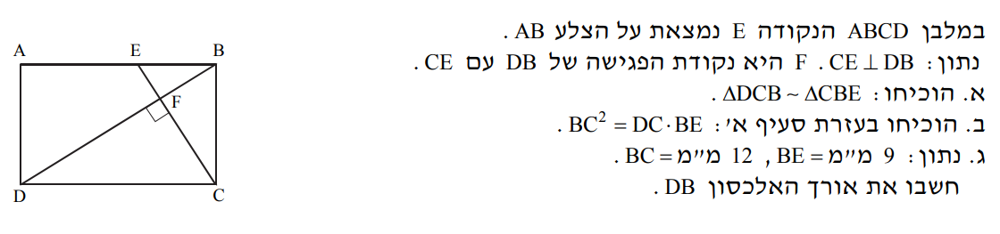 במלבן ABCD הנקודה E נמצאת על הצלע AB .
נתון: CE ⊥ DB . F היא נקודת הפגישה של DB עם CE .
א. הוכיחו: ΔDCB ~ ΔCBE .
ב. הוכיחו בעזרת סעיף א': BC² = DC · BE .
ג. נתון: 9 ס"מ = BE , 12 ס"מ = BC .
חשבו את אורך האלכסון DB .
A E B
F
D C